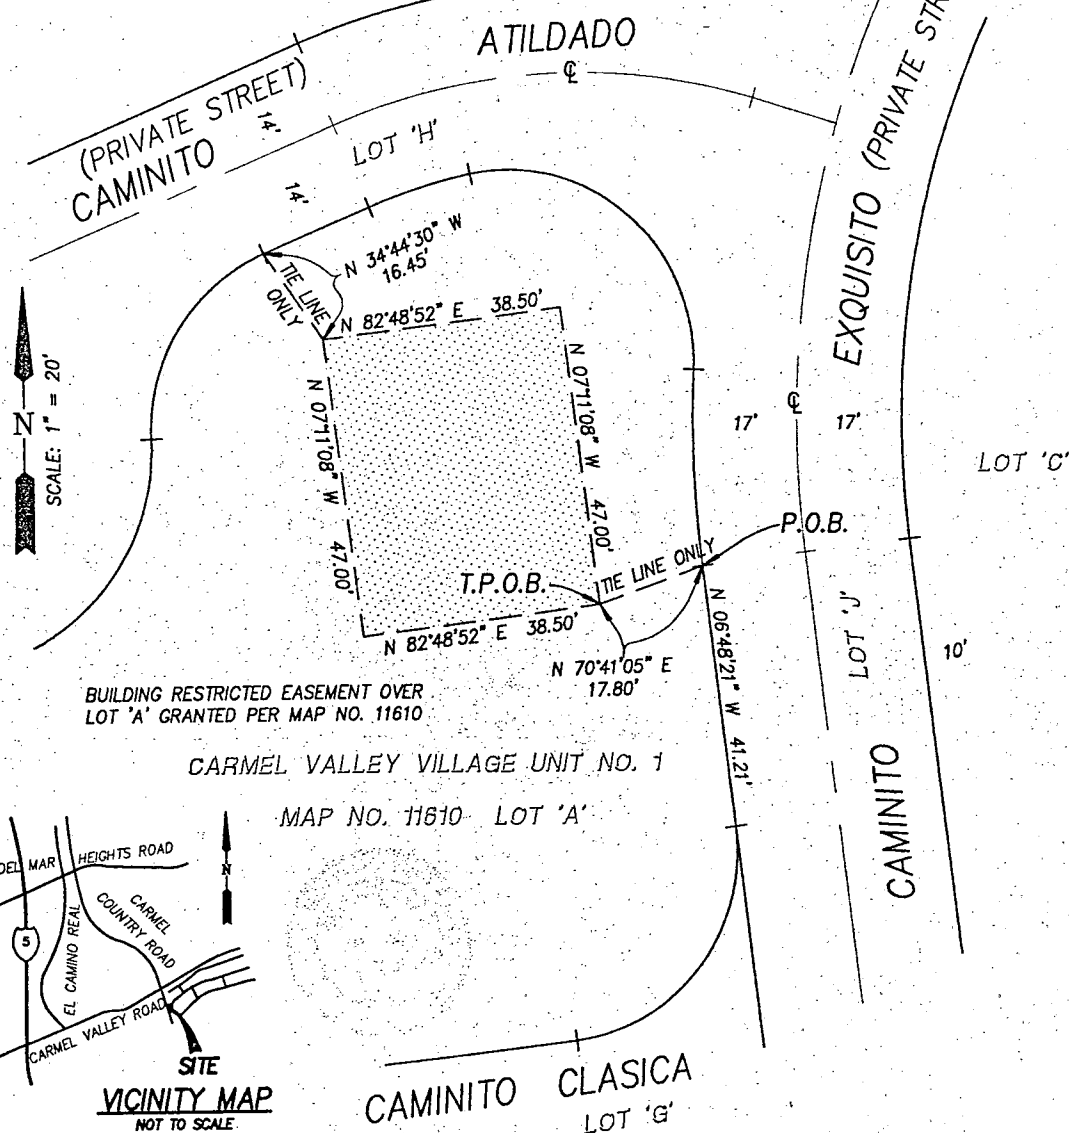 ATILDADO
℄
(PRIVATE STREET)
CAMINITO
14'
14'
LOT 'H'
EXQUISITO (PRIVATE
N 34°44'30" W
16.45'
TIE LINE
ONLY
N 82°48'52" E 38.50'
N 07°11'08" W 47.00'
N 07°11'08" W 47.00'
N
SCALE: 1" = 20'
17'
℄
17'
LOT 'C'
P.O.B.
T.P.O.B.
TIE LINE ONLY
N 82°48'52" E 38.50'
N 70°41'05" E
17.80'
N 06°48'21" W 41.21'
LOT 'J'
10'
CAMINITO
BUILDING RESTRICTED EASEMENT OVER
LOT 'A' GRANTED PER MAP NO. 11610
CARMEL VALLEY VILLAGE UNIT NO. 1
MAP NO. 11610 LOT 'A'
DEL MAR HEIGHTS ROAD
N
CARMEL
COUNTRY ROAD
EL CAMINO REAL
5
CARMEL VALLEY ROAD
SITE
VICINITY MAP
NOT TO SCALE
CAMINITO CLASICA
LOT 'G'